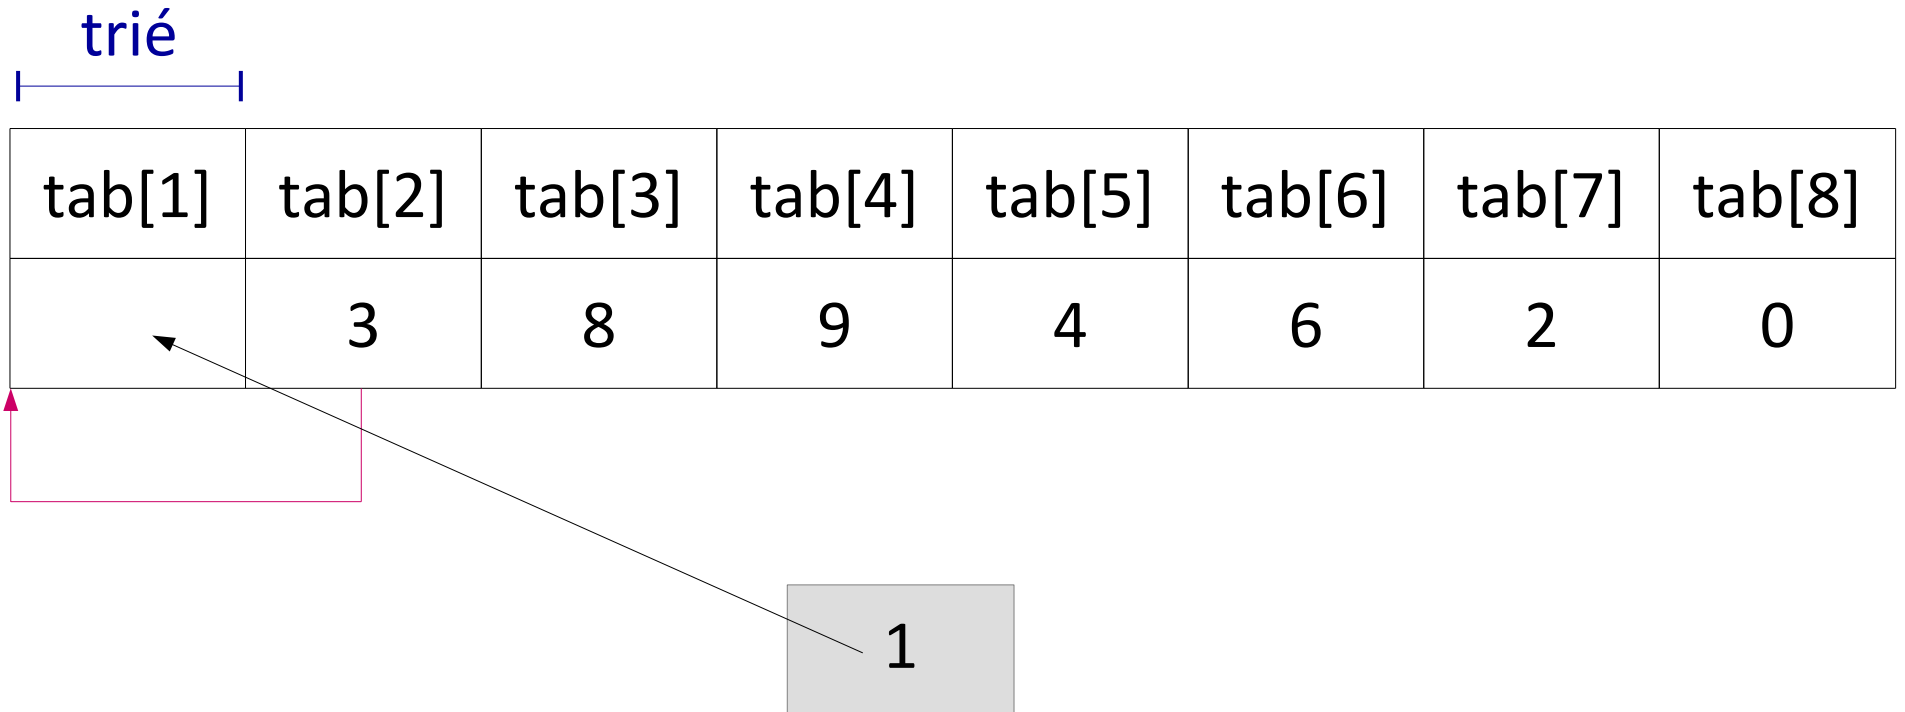 trié
tab[1] tab[2] tab[3] tab[4] tab[5] tab[6] tab[7] tab[8]
3 8 9 4 6 2 0
1